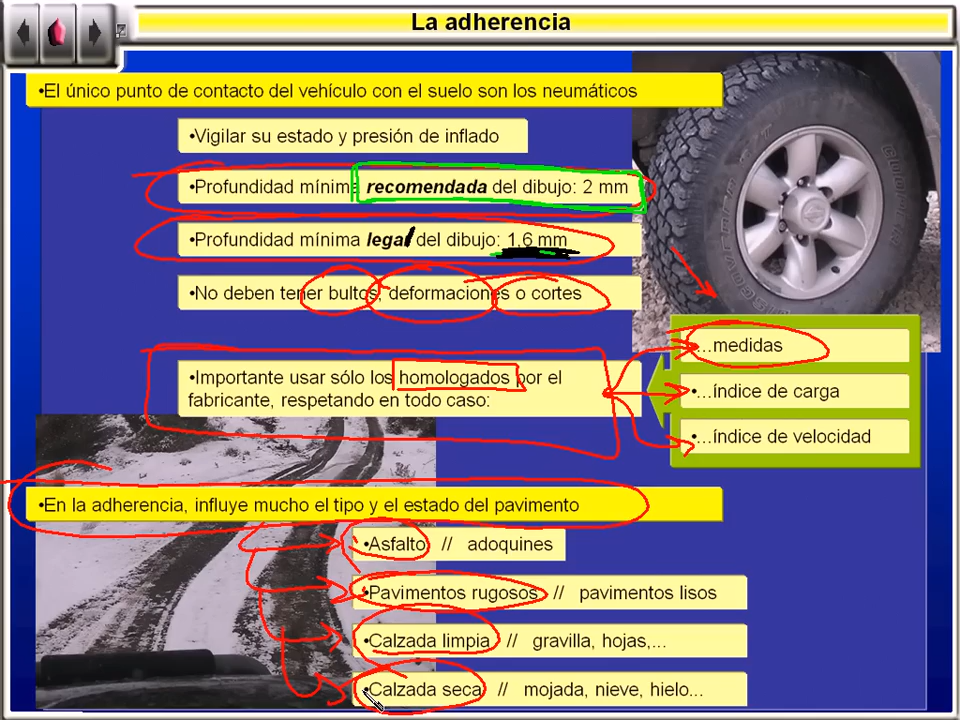 La adherencia
•El único punto de contacto del vehículo con el suelo son los neumáticos
•Vigilar su estado y presión de inflado
•Profundidad mínima recomendada del dibujo: 2 mm
•Profundidad mínima legal del dibujo: 1,6 mm
•No deben tener bultos, deformaciones o cortes
•Importante usar sólo los homologados por el
fabricante, respetando en todo caso:
•...medidas
•...índice de carga
•...índice de velocidad
•En la adherencia, influye mucho el tipo y el estado del pavimento
•Asfalto // adoquines
•Pavimentos rugosos // pavimentos lisos
•Calzada limpia // gravilla, hojas,...
•Calzada seca // mojada, nieve, hielo...